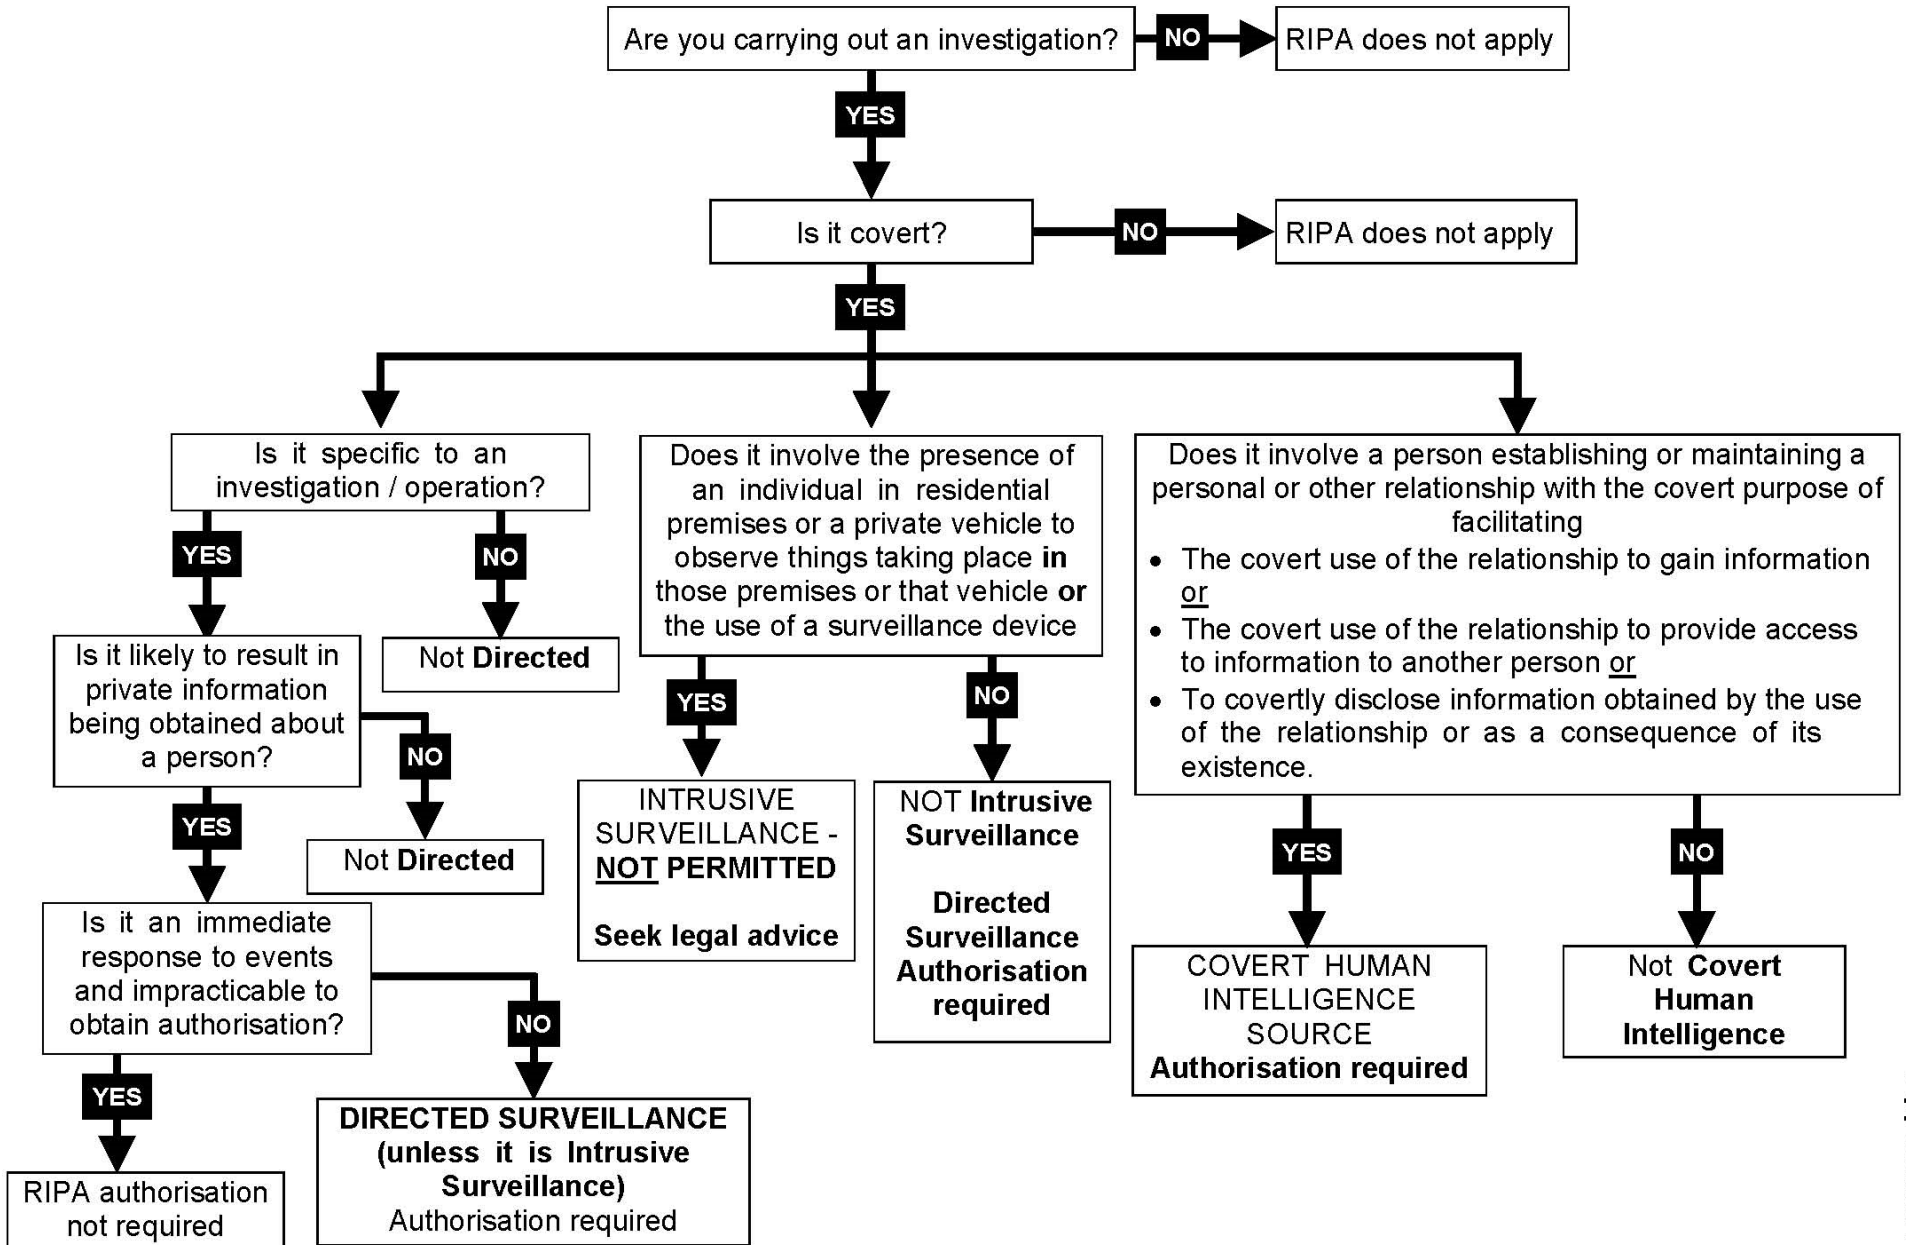 Are you carrying out an investigation?
NO
RIPA does not apply
YES
Is it covert?
NO
RIPA does not apply
YES
Is it specific to an
investigation / operation?
YES
NO
Not Directed
Is it likely to result in
private information
being obtained about
a person?
NO
Not Directed
YES
Is it an immediate
response to events
and impracticable to
obtain authorisation?
NO
YES
RIPA authorisation
not required
DIRECTED SURVEILLANCE
(unless it is Intrusive
Surveillance)
Authorisation required
Does it involve the presence of
an individual in residential
premises or a private vehicle to
observe things taking place in
those premises or that vehicle or
the use of a surveillance device
YES
NO
INTRUSIVE
SURVEILLANCE -
NOT PERMITTED
Seek legal advice
NOT Intrusive
Surveillance
Directed
Surveillance
Authorisation
required
Does it involve a person establishing or maintaining a
personal or other relationship with the covert purpose of
facilitating
• The covert use of the relationship to gain information
or
• The covert use of the relationship to provide access
to information to another person or
• To covertly disclose information obtained by the use
of the relationship or as a consequence of its
existence.
YES
NO
COVERT HUMAN
INTELLIGENCE
SOURCE
Authorisation required
Not Covert
Human
Intelligence